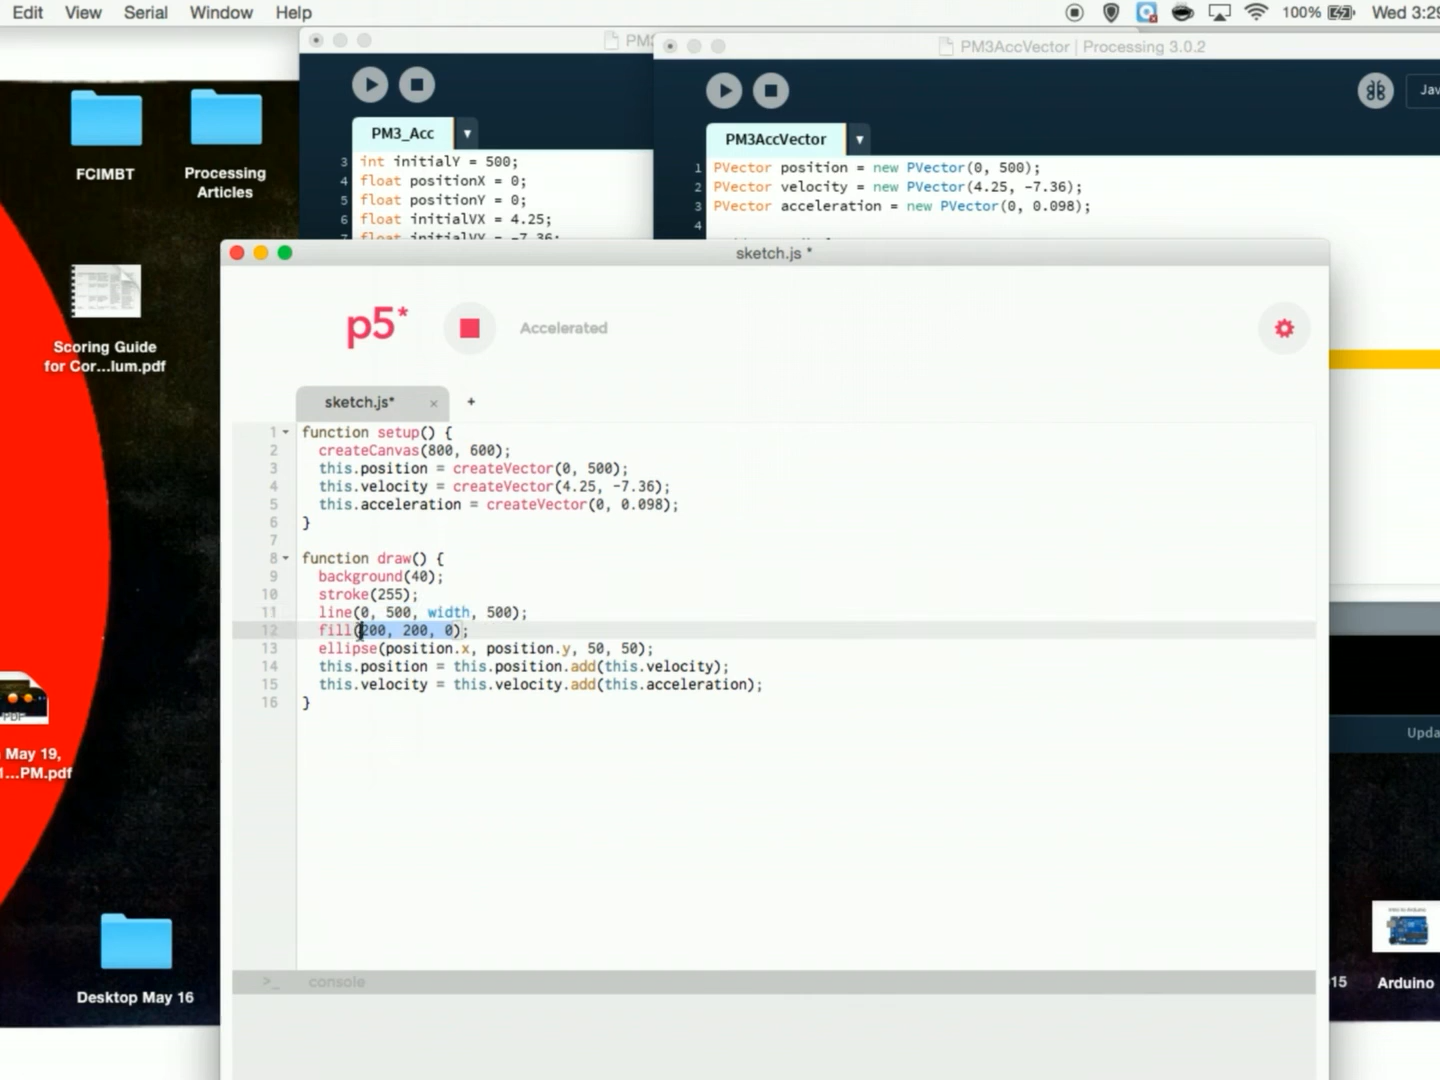 Edit View Serial Window Help
100% Wed 3:29
PM3
PM3AccVector | Processing 3.0.2
FCIMBT
Processing
Articles
Jav
PM3_Acc
PM3AccVector
3 int initialY = 500;
4 float positionX = 0;
5 float positionY = 0;
6 float initialVX = 4.25;
7 float initialVY = -7.36;
1 PVector position = new PVector(0, 500);
2 PVector velocity = new PVector(4.25, -7.36);
3 PVector acceleration = new PVector(0, 0.098);
4
sketch.js *
p5*
Accelerated
Scoring Guide
for Cor...lum.pdf
sketch.js* × +
1 function setup() {
2 createCanvas(800, 600);
3 this.position = createVector(0, 500);
4 this.velocity = createVector(4.25, -7.36);
5 this.acceleration = createVector(0, 0.098);
6 }
7
8 function draw() {
9 background(40);
10 stroke(255);
11 line(0, 500, width, 500);
12 fill(200, 200, 0);
13 ellipse(position.x, position.y, 50, 50);
14 this.position = this.position.add(this.velocity);
15 this.velocity = this.velocity.add(this.acceleration);
16 }
PDF
May 19,
1...PM.pdf
Upda
Desktop May 16
>_ console
15
Arduino